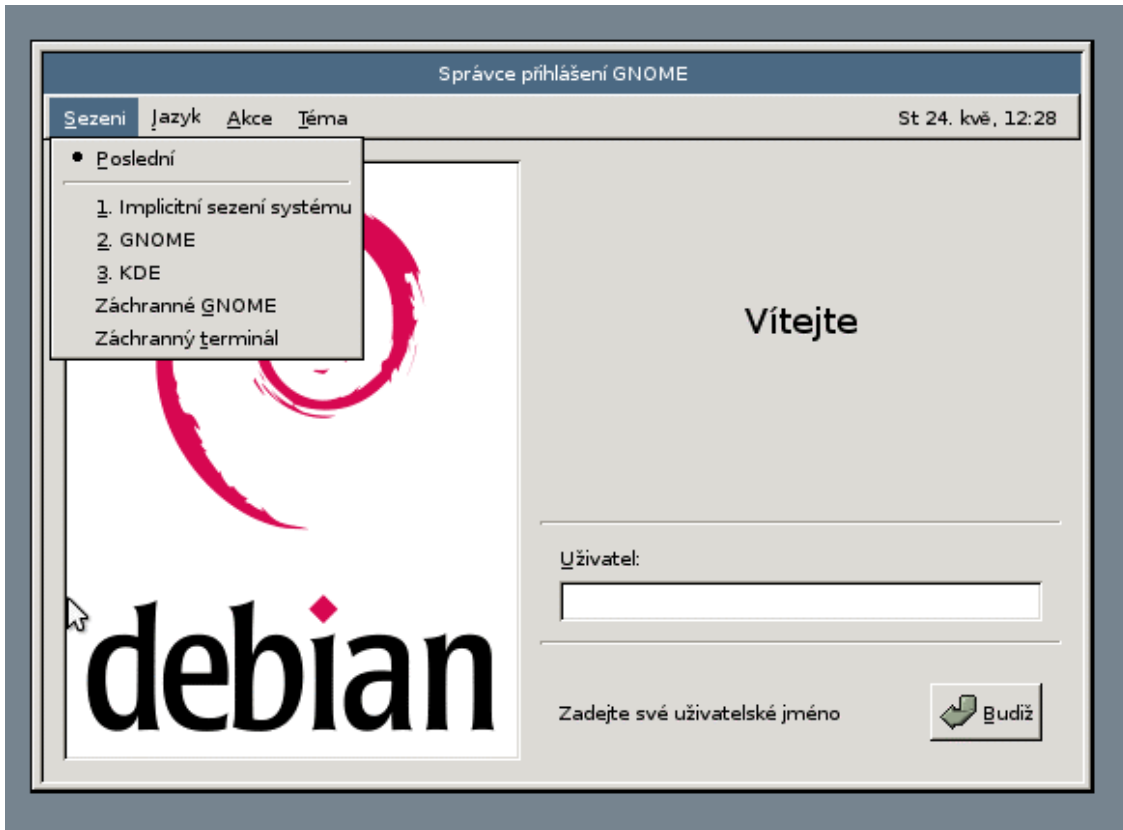 Správce přihlášení GNOME
Sezeni Jazyk Akce Téma St 24. kvě, 12:28
Poslední
1. Implicitní sezení systému
2. GNOME
3. KDE
Záchranné GNOME
Záchranný terminál
Vítejte
Uživatel:
debian
Zadejte své uživatelské jméno Budiž